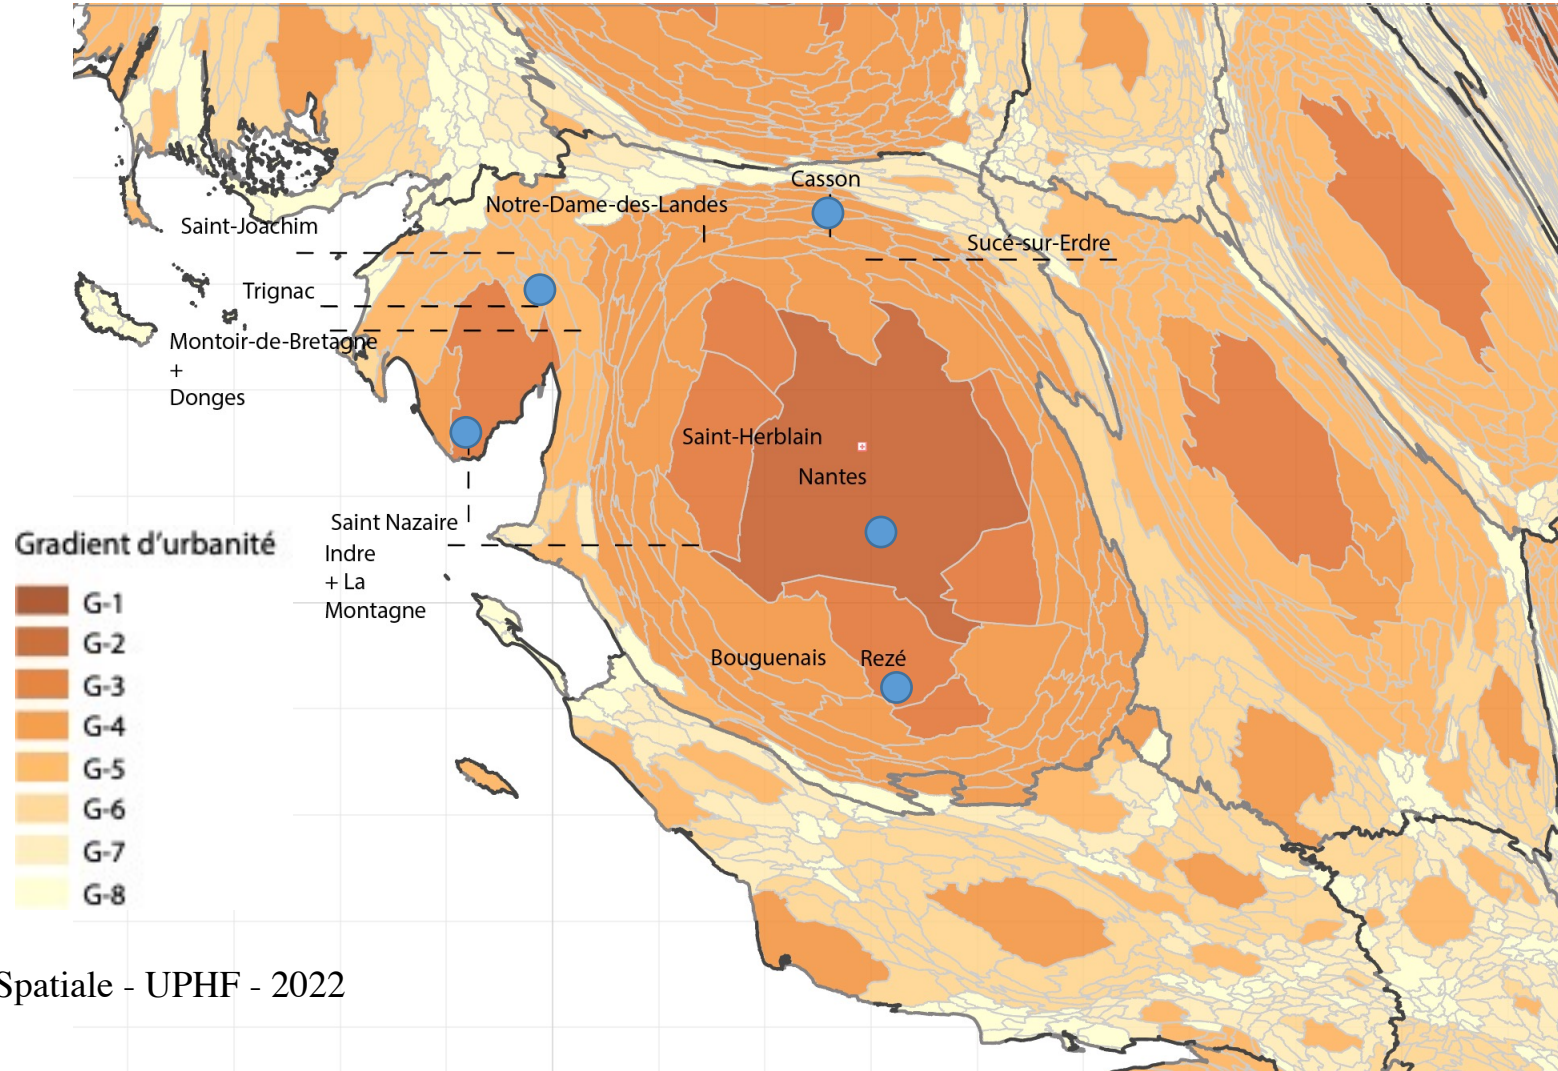 Casson
Notre-Dame-des-Landes
Saint-Joachim
Sucé-sur-Erdre
Trignac
Montoir-de-Bretagne
+
Donges
Saint-Herblain
Nantes
Saint Nazaire
Indre
+ La
Montagne
Bouguenais
Rezé
Gradient d’urbanité
G-1
G-2
G-3
G-4
G-5
G-6
G-7
G-8
Spatiale - UPHF - 2022